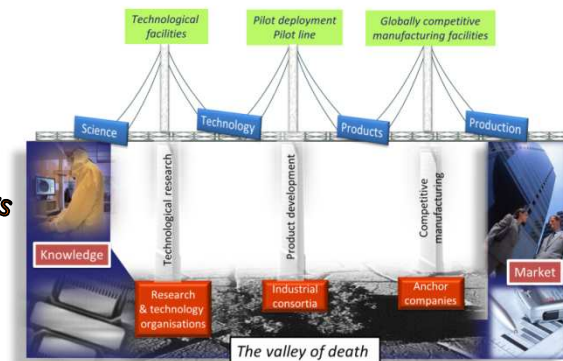 Technological
facilities
Pilot deployment
Pilot line
Globally competitive
manufacturing facilities
Science
Technology
Products
Production
Technological research
Product development
Competitive
manufacturing
Knowledge
Market
Research
& technology
organisations
Industrial
consortia
Anchor
companies
The valley of death